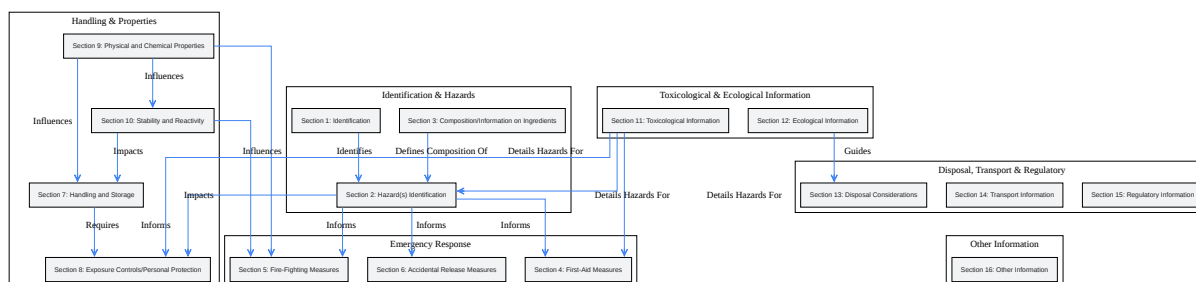 Handling & Properties
Section 9: Physical and Chemical Properties
Influences
Identification & Hazards
Toxicological & Ecological Information
Influences
Section 10: Stability and Reactivity
Section 1: Identification
Section 3: Composition/Information on Ingredients
Section 11: Toxicological Information
Section 12: Ecological Information
Impacts
Influences
Identifies
Defines Composition Of
Details Hazards For
Guides
Disposal, Transport & Regulatory
Section 7: Handling and Storage
Impacts
Section 2: Hazard(s) Identification
Details Hazards For
Details Hazards For
Section 13: Disposal Considerations
Section 14: Transport Information
Section 15: Regulatory Information
Requires
Informs
Informs
Informs
Informs
Emergency Response
Other Information
Section 8: Exposure Controls/Personal Protection
Section 5: Fire-Fighting Measures
Section 6: Accidental Release Measures
Section 4: First-Aid Measures
Section 16: Other Information